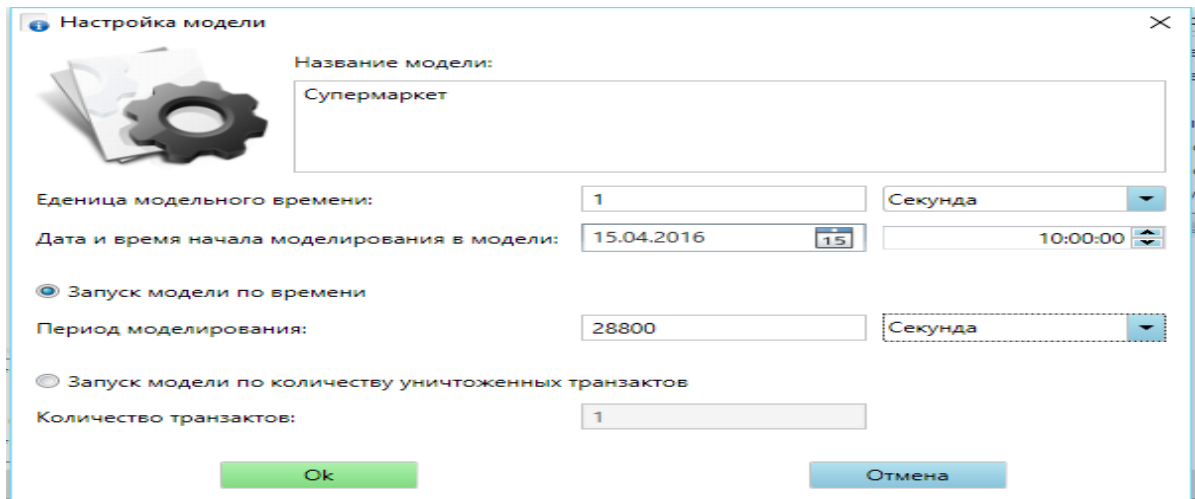 Настройка модели
Название модели:
Супермаркет
Еденица модельного времени:
1
Секунда
Дата и время начала моделирования в модели:
15.04.2016
15
10:00:00
Запуск модели по времени
Период моделирования:
28800
Секунда
Запуск модели по количеству уничтоженных транзактов
Количество транзактов:
1
Ok
Отмена